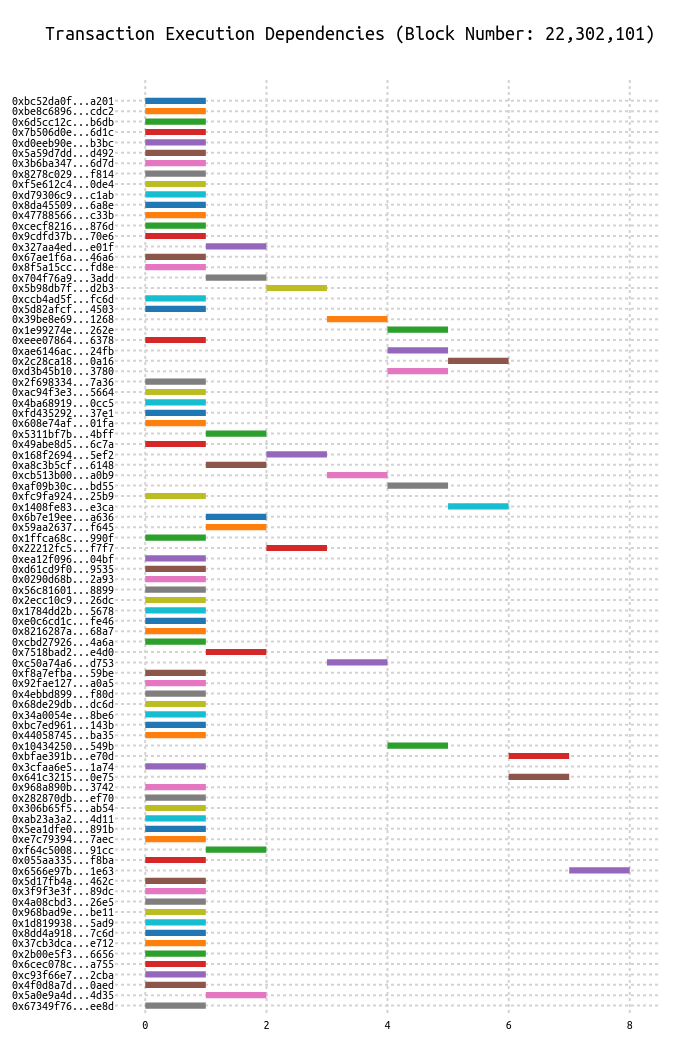 Transaction Execution Dependencies (Block Number: 22,302,101)
0xbc52da0f...a201
0xbe8c6896...cdc2
0x6d5cc12c...b6db
0x7b506d0e...6d1c
0xd0eeb90e...b3bc
0x5a59d7dd...d492
0x3b6ba347...6d7d
0x8278c029...f814
0xf5e612c4...0de4
0xd79306c9...c1ab
0x8da45509...6a8e
0x47788566...c33b
0xcecf8216...876d
0x9cdfd37b...70e6
0x327aa4ed...e01f
0x67ae1f6a...46a6
0x8f5a15cc...fd8e
0x704f76a9...3add
0x5b98db7f...d2b3
0xccb4ad5f...fc6d
0x5d82afcf...4503
0x39be8e69...1268
0x1e99274e...262e
0xeee07864...6378
0xae6146ac...24fb
0x2c28ca18...0a16
0xd3b45b10...3780
0x2f698334...7a36
0xac94f3e3...5664
0x4ba68919...0cc5
0xfd435292...37e1
0x608e74af...01fa
0x5311bf7b...4bff
0x49abe8d5...6c7a
0x168f2694...5ef2
0xa8c3b5cf...6148
0xcb513b00...a0b9
0xaf09b30c...bd55
0xfc9fa924...25b9
0x1408fe83...e3ca
0x6b7e19ee...a636
0x59aa2637...f645
0x1ffca68c...990f
0x22212fc5...f7f7
0xea12f096...04bf
0xd61cd9f0...9535
0x0290d68b...2a93
0x56c81601...8899
0x2ecc10c9...26dc
0x1784dd2b...5678
0xe0c6cd1c...fe46
0x8216287a...68a7
0xcbd27926...4a6a
0x7518bad2...e4d0
0xc50a74a6...d753
0xf8a7efba...59be
0x92fae127...a0a5
0x4ebbd899...f80d
0x68de29db...dc6d
0x34a0054e...8be6
0xbc7ed961...143b
0x44058745...ba35
0x10434250...549b
0xbfae391b...e70d
0x3cfaa6e5...1a74
0x641c3215...0e75
0x968a890b...3742
0x282870db...ef70
0x306b65f5...ab54
0xab23a3a2...4d11
0x5ea1dfe0...891b
0xe7c79394...7aec
0xf64c5008...91cc
0x055aa335...f8ba
0x6566e97b...1e63
0x5d17fb4a...462c
0x3f9f3e3f...89dc
0x4a08cbd3...26e5
0x968bad9e...be11
0x1d819938...5ad9
0x8dd4a918...7c6d
0x37cb3dca...e712
0x2b00e5f3...6656
0x6cec078c...a755
0xc93f66e7...2cba
0x4f0d8a7d...0aed
0x5a0e9a4d...4d35
0x67349f76...ee8d
0 2 4 6 8